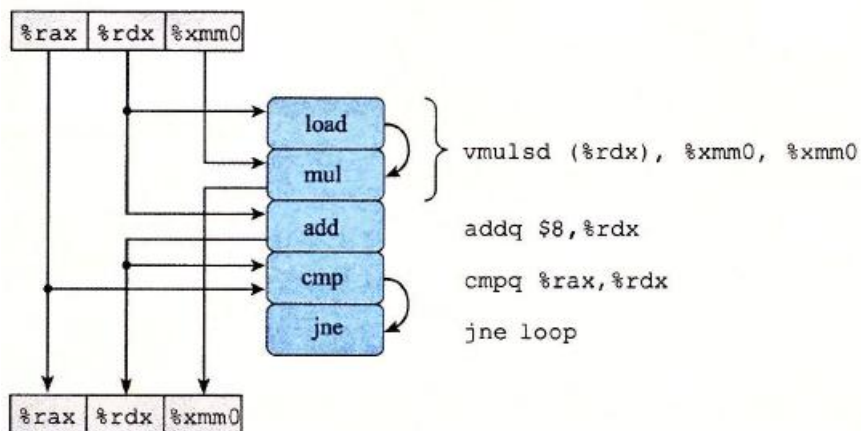 %rax %rdx %xmm0
load
mul
vmulsd (%rdx), %xmm0, %xmm0
add
addq $8,%rdx
cmp
cmpq %rax,%rdx
jne
jne loop
%rax %rdx %xmm0